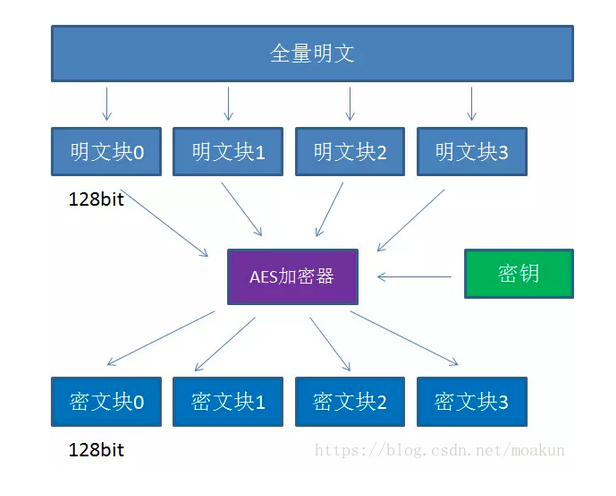 全量明文
明文块0 明文块1 明文块2 明文块3
128bit
AES加密器 密钥
密文块0 密文块1 密文块2 密文块3
128bit https://blog.csdn.net/moakun